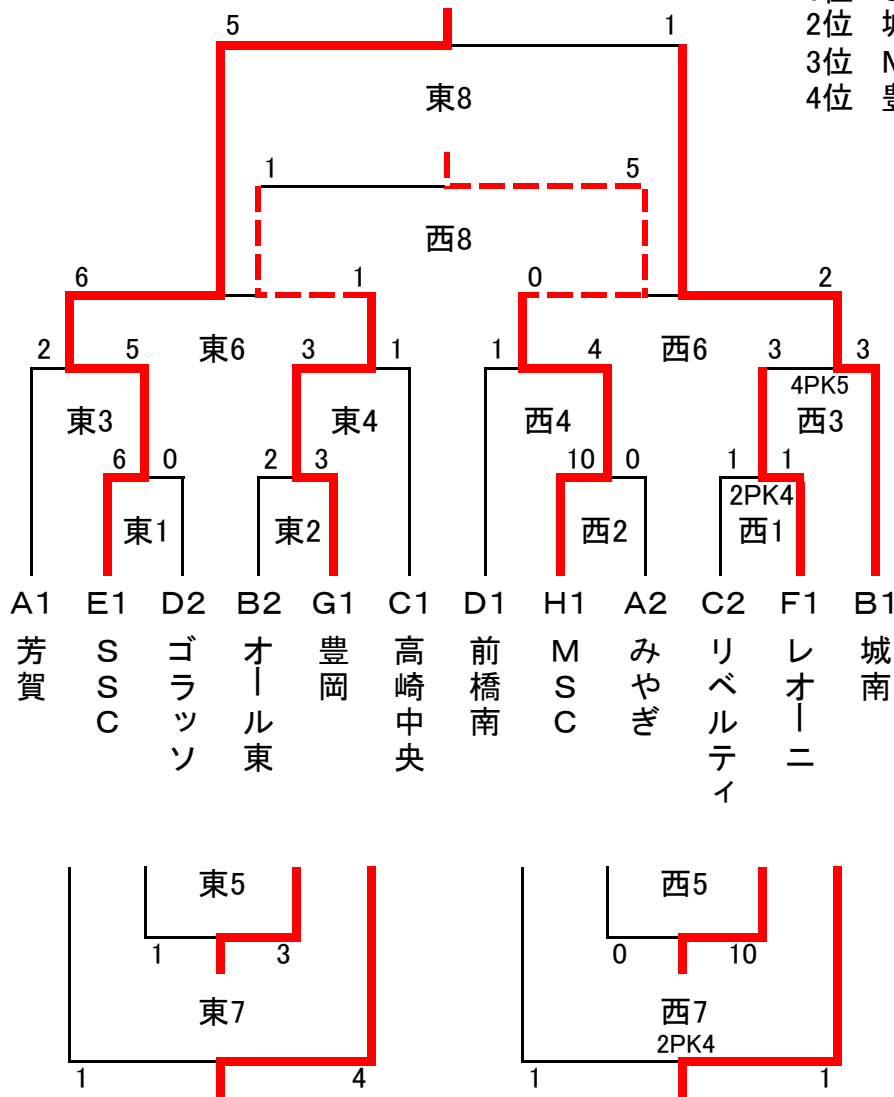 5 1
2位 城
3位
4位 豊
東8
1 5
西8
6 1 0 2
2 5 東6 3 1 1 4 西6 3 3
4PK5
東3 東4 西4 西3
6 0 2 3 10 0 1 1
2PK4
東1 東2 西2 西1
A1 E1 D2 B2 G1 C1 D1 H1 A2 C2 F1 B1
芳賀
SSC
ゴラッソ
オール東
豊岡
高崎中央
前橋南
MSC
みやぎ
リベルティ
レオーニ
城南
東5 西5
1 3 0 10
東7 西7
2PK4
1 4 1 1